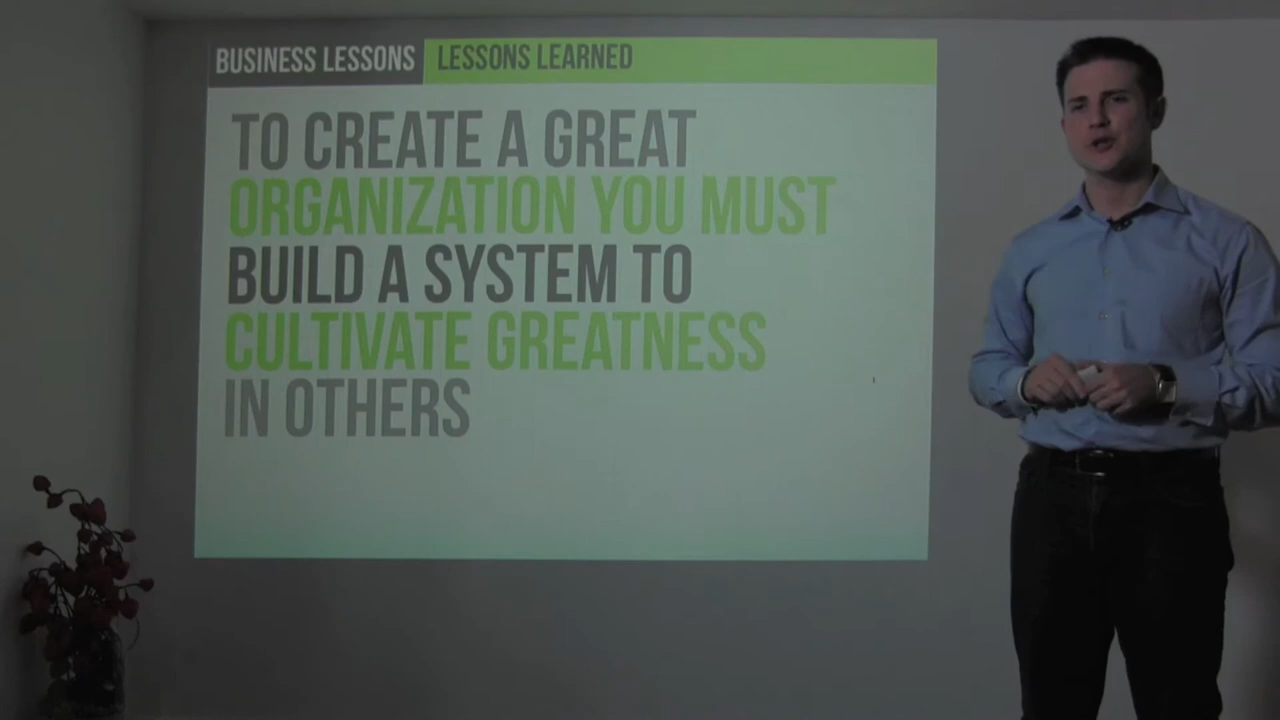 BUSINESS LESSONS LESSONS LEARNED
TO CREATE A GREAT
ORGANIZATION YOU MUST
BUILD A SYSTEM TO
CULTIVATE GREATNESS
IN OTHERS